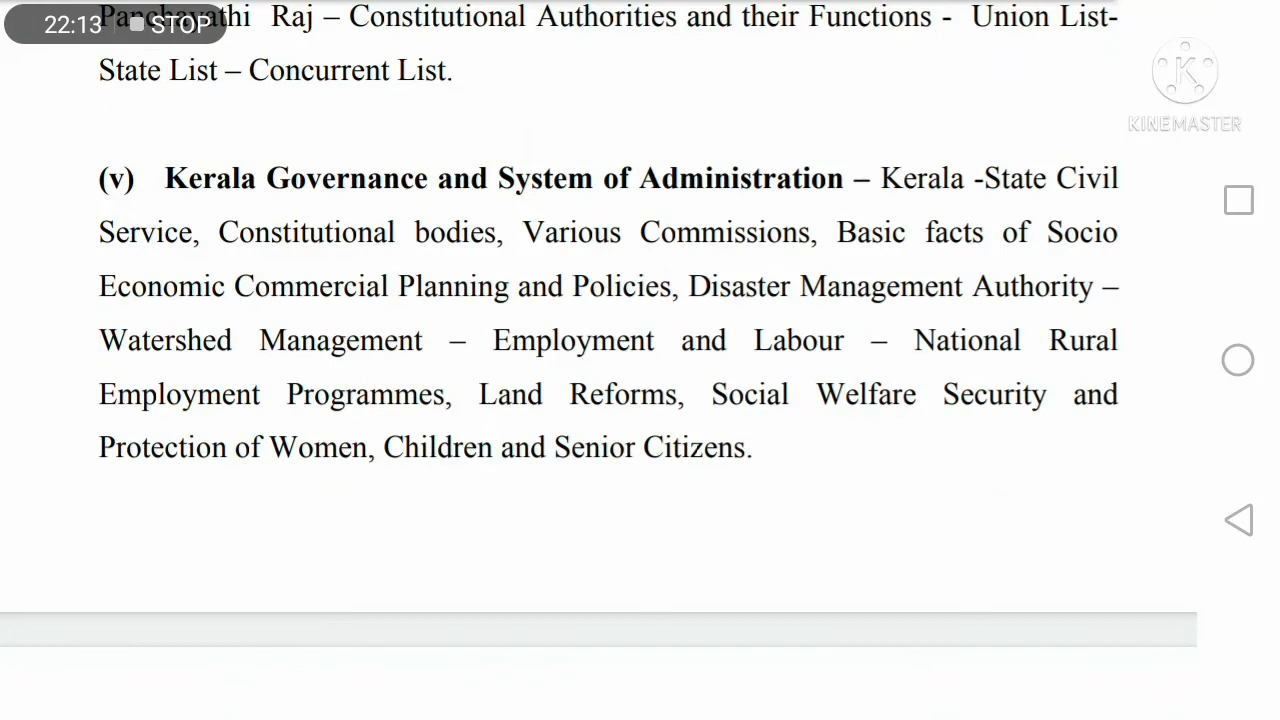 Panchayathi Raj – Constitutional Authorities and their Functions - Union List-
22:13 STOP
State List – Concurrent List.
KINEMASTER
(v) Kerala Governance and System of Administration – Kerala -State Civil
Service, Constitutional bodies, Various Commissions, Basic facts of Socio
Economic Commercial Planning and Policies, Disaster Management Authority –
Watershed Management – Employment and Labour – National Rural
Employment Programmes, Land Reforms, Social Welfare Security and
Protection of Women, Children and Senior Citizens.